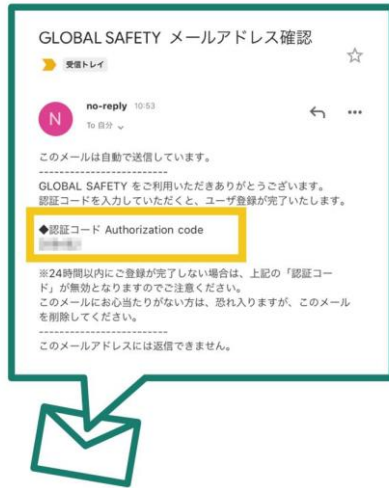 GLOBAL SAFETY メールアドレス確認
受信トレイ
N
no-reply 10:53
To 自分
このメールは自動で送信しています。
-------------------------
GLOBAL SAFETY をご利用いただきありがとうございます。
認証コードを入力していただくと、ユーザ登録が完了いたします。
◆認証コード Authorization code
※24時間以内にご登録が完了しない場合は、上記の「認証コー
ド」が無効となりますのでご注意ください。
このメールにお心当たりがない方は、恐れ入りますが、このメール
を削除してください。
-------------------------
このメールアドレスには返信できません。